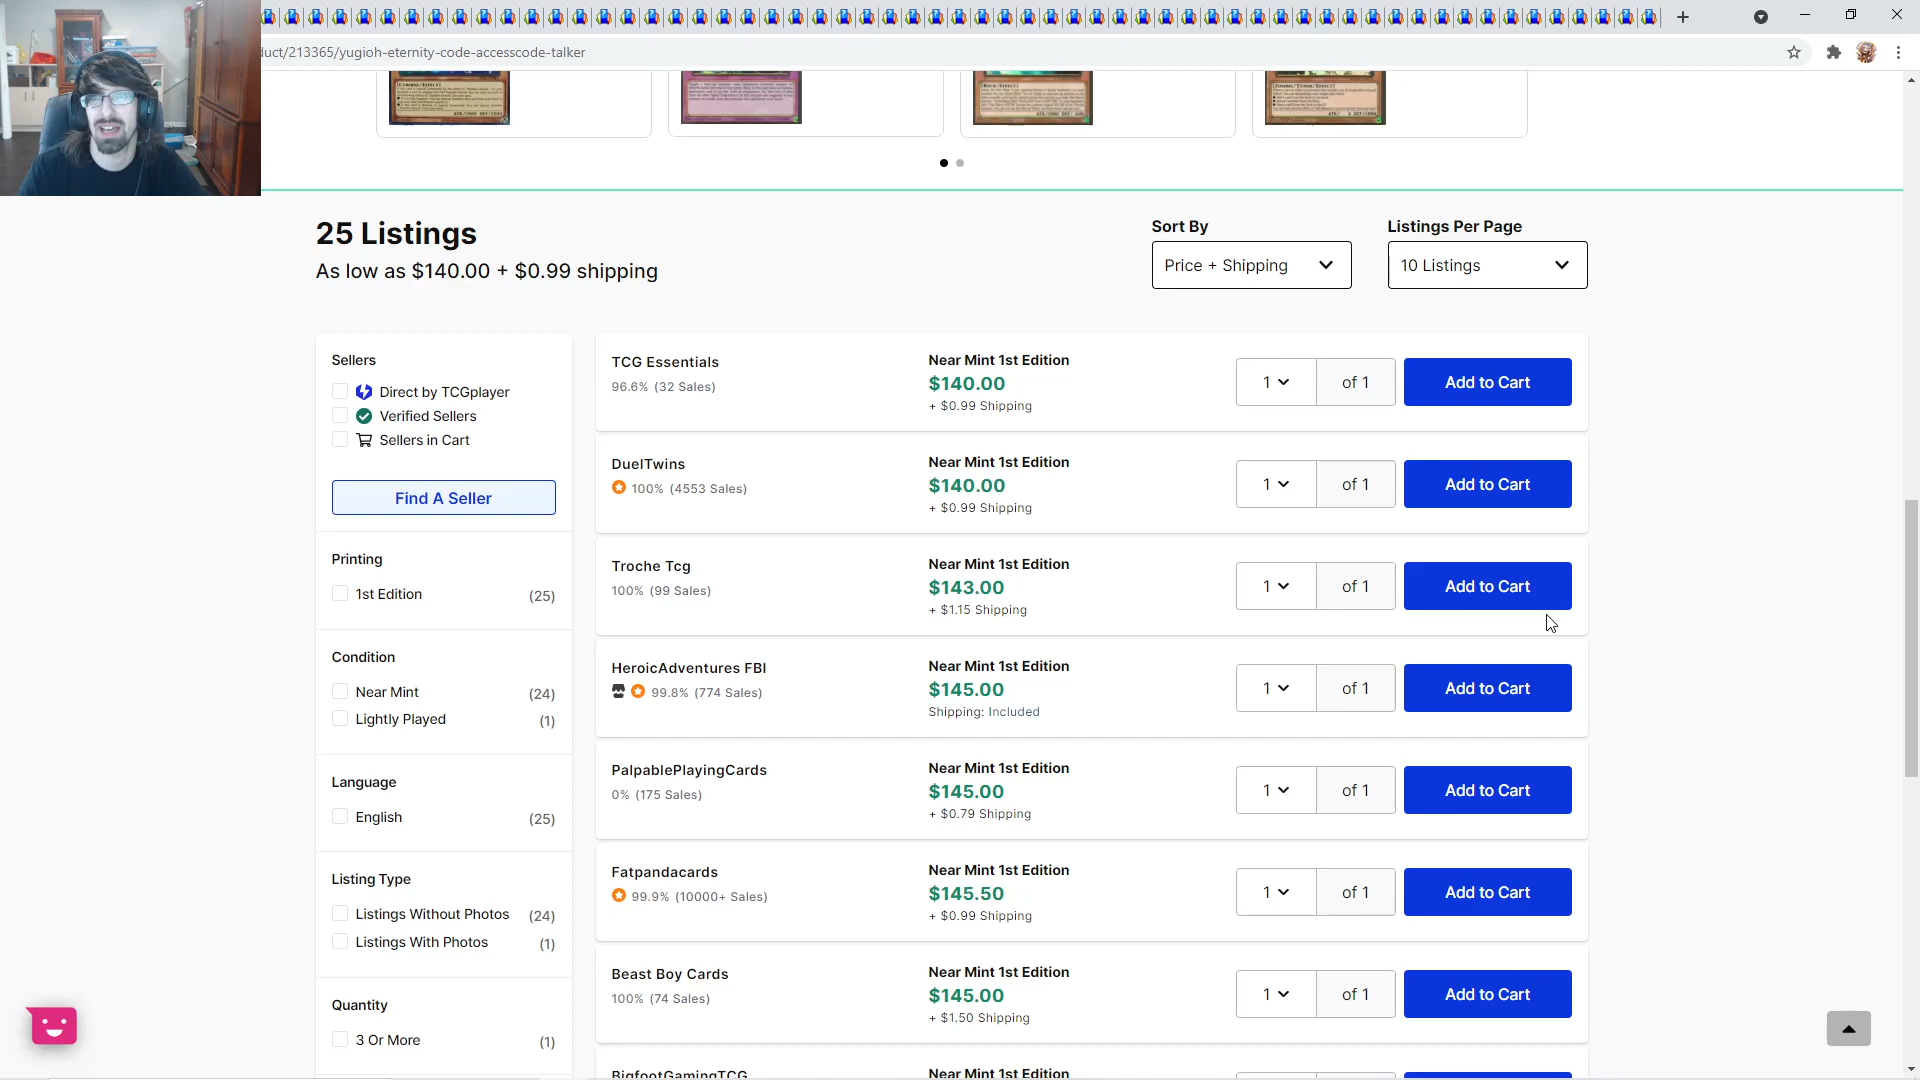 duct/213365/yugioh-eternity-code-accesscode-talker
25 Listings
As low as $140.00 + $0.99 shipping
Sort By
Price + Shipping
Listings Per Page
10 Listings
Sellers
Direct by TCGplayer
Verified Sellers
Sellers in Cart
Find A Seller
Printing
1st Edition (25)
Condition
Near Mint (24)
Lightly Played (1)
Language
English (25)
Listing Type
Listings Without Photos (24)
Listings With Photos (1)
Quantity
3 Or More (1)
TCG Essentials
96.6% (32 Sales)
Near Mint 1st Edition
$140.00
+ $0.99 Shipping
1 of 1 Add to Cart
DuelTwins
100% (4553 Sales)
Near Mint 1st Edition
$140.00
+ $0.99 Shipping
1 of 1 Add to Cart
Troche Tcg
100% (99 Sales)
Near Mint 1st Edition
$143.00
+ $1.15 Shipping
1 of 1 Add to Cart
HeroicAdventures FBI
99.8% (774 Sales)
Near Mint 1st Edition
$145.00
Shipping: Included
1 of 1 Add to Cart
PalpablePlayingCards
0% (175 Sales)
Near Mint 1st Edition
$145.00
+ $0.79 Shipping
1 of 1 Add to Cart
Fatpandacards
99.9% (10000+ Sales)
Near Mint 1st Edition
$145.50
+ $0.99 Shipping
1 of 1 Add to Cart
Beast Boy Cards
100% (74 Sales)
Near Mint 1st Edition
$145.00
+ $1.50 Shipping
1 of 1 Add to Cart
BigfootGamingTCG
Near Mint 1st Edition